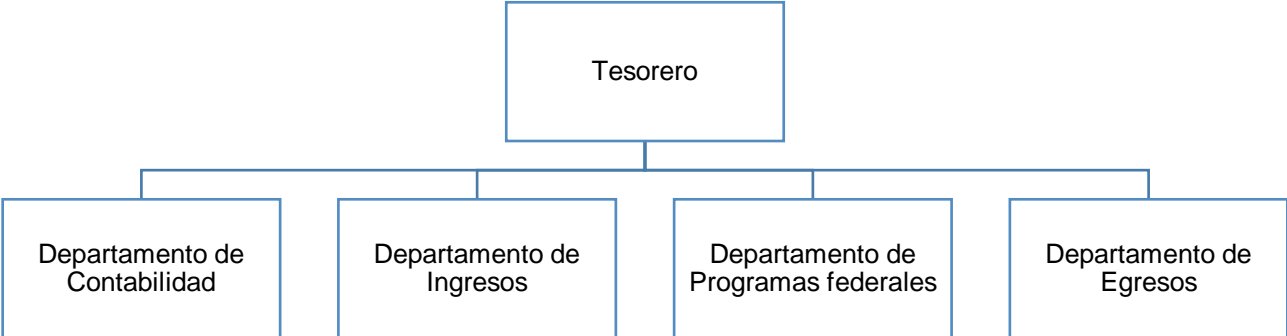 Tesorero
Departamento de
Contabilidad
Departamento de
Ingresos
Departamento de
Programas federales
Departamento de
Egresos